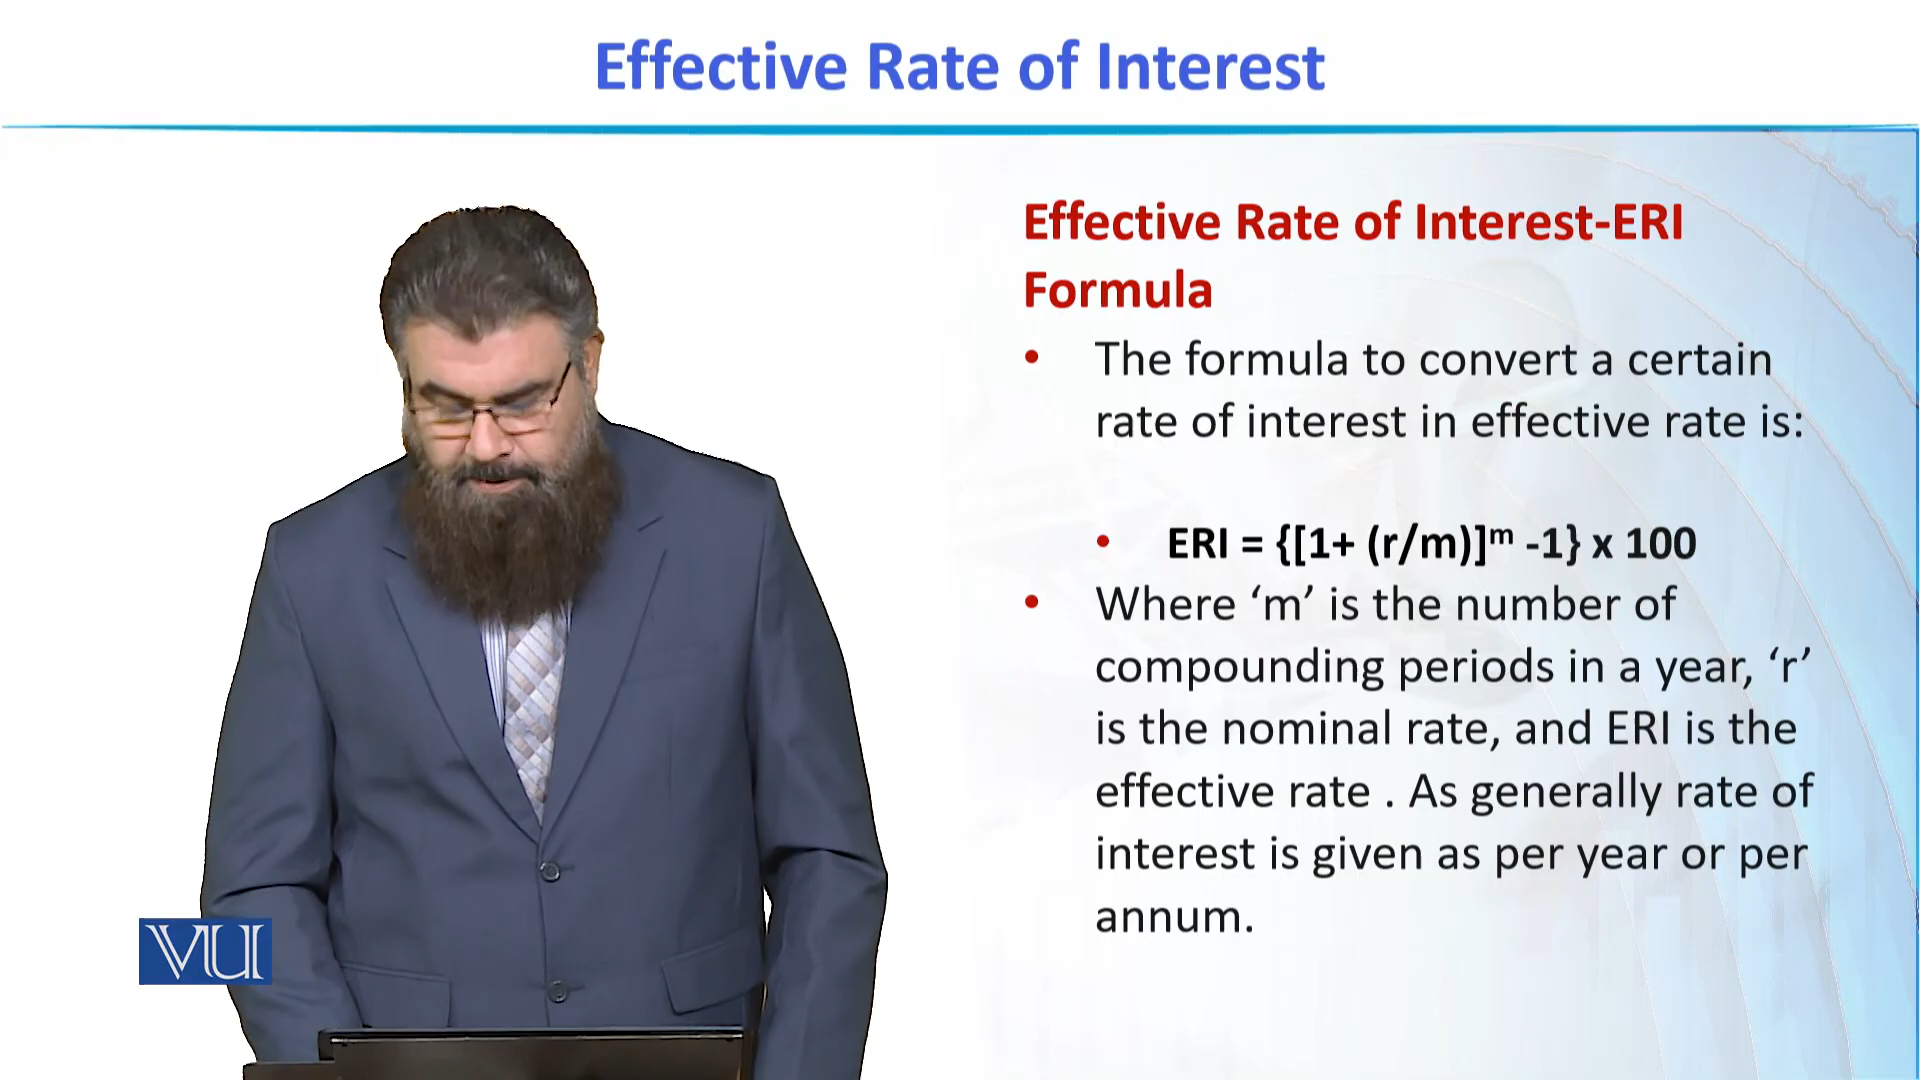 Effective Rate of Interest
Effective Rate of Interest-ERI
Formula
• The formula to convert a certain
rate of interest in effective rate is:
• ERI = {[1+ (r/m)]ᵐ -1} x 100
• Where ‘m’ is the number of
compounding periods in a year, ‘r’
is the nominal rate, and ERI is the
effective rate . As generally rate of
interest is given as per year or per
annum.
VU